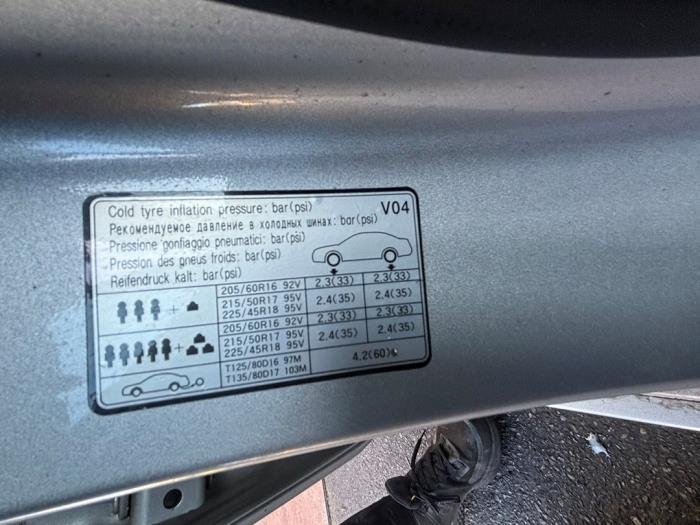 Cold tyre inflation pressure: bar(psi) V04
Рекомендуемое давление в холодных шинах: bar(psi)
Pressione gonfiaggio pneumatici: bar(psi)
Pression des pneus froids: bar(psi)
Reifendruck kalt: bar(psi)
205/60R16 92V 2.3(33) 2.3(33)
215/50R17 95V 2.4(35) 2.4(35)
225/45R18 95V
205/60R16 92V 2.3(33) 2.3(33)
215/50R17 95V 2.4(35) 2.4(35)
225/45R18 95V
T125/80D16 97M 4.2(60)
T135/80D17 103M